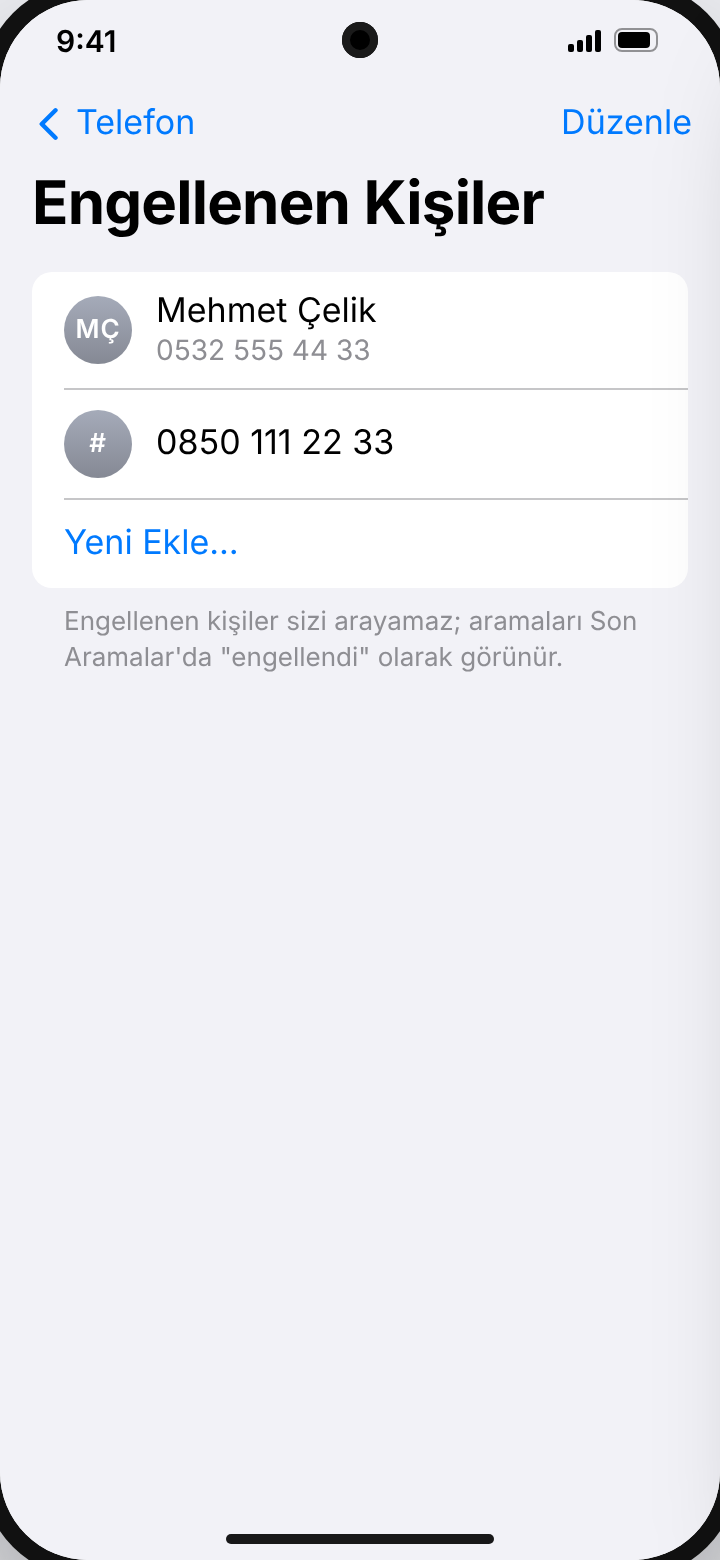 9:41
Telefon
Düzenle
Engellenen Kişiler
MÇ
Mehmet Çelik
0532 555 44 33
#
0850 111 22 33
Yeni Ekle...
Engellenen kişiler sizi arayamaz; aramaları Son
Aramalar'da "engellendi" olarak görünür.